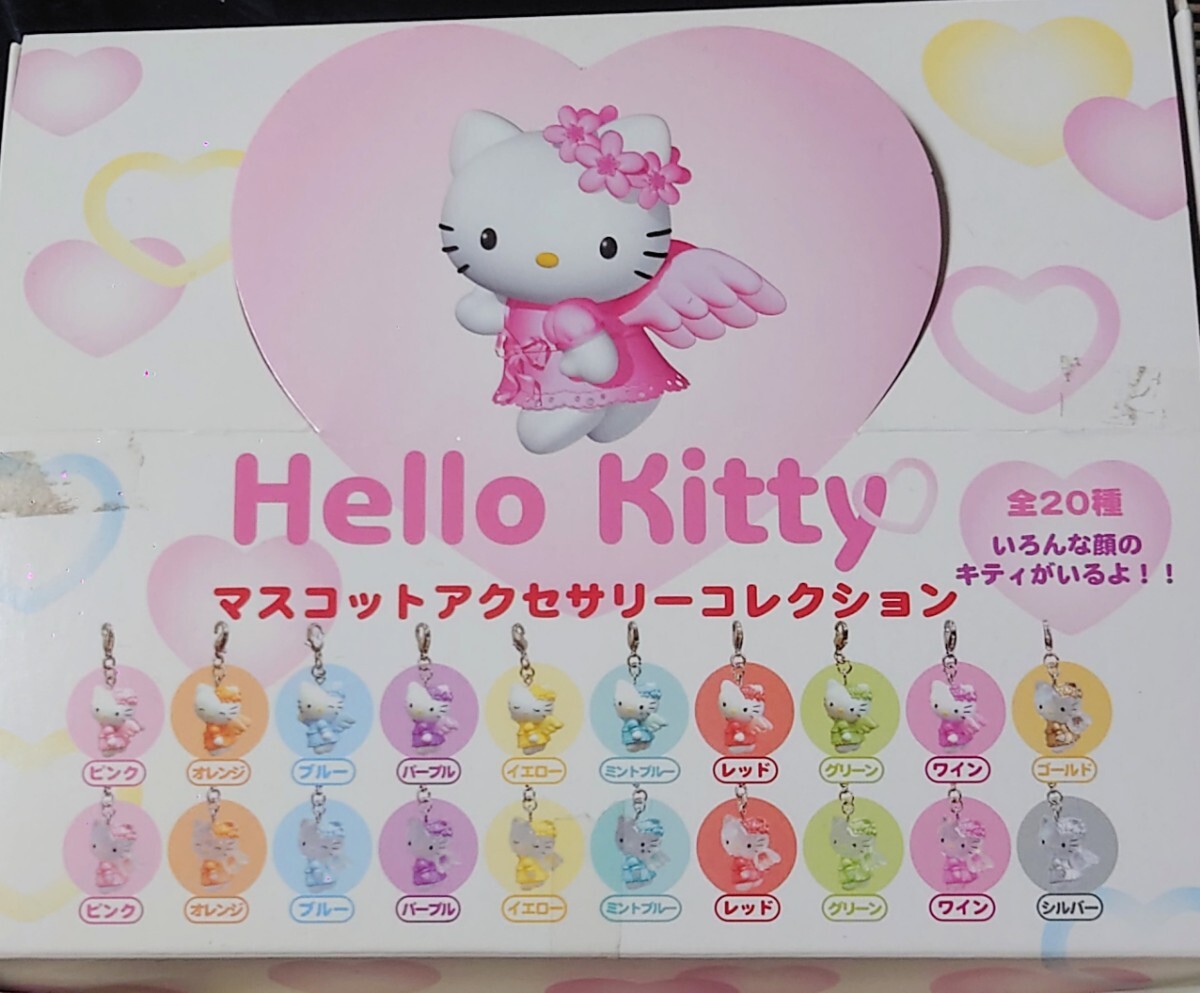 Hello Kitty
全20種
いろんな顔の
キティがいるよ！！
マスコットアクセサリーコレクション
ピンク オレンジ ブルー パープル イエロー ミントブルー レッド グリーン ワイン ゴールド
ピンク オレンジ ブルー パープル イエロー ミントブルー レッド グリーン ワイン シルバー